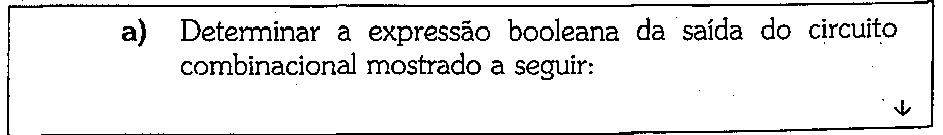 a) Determinar a expressão booleana da saída do circuito
combinacional mostrado a seguir:
↓